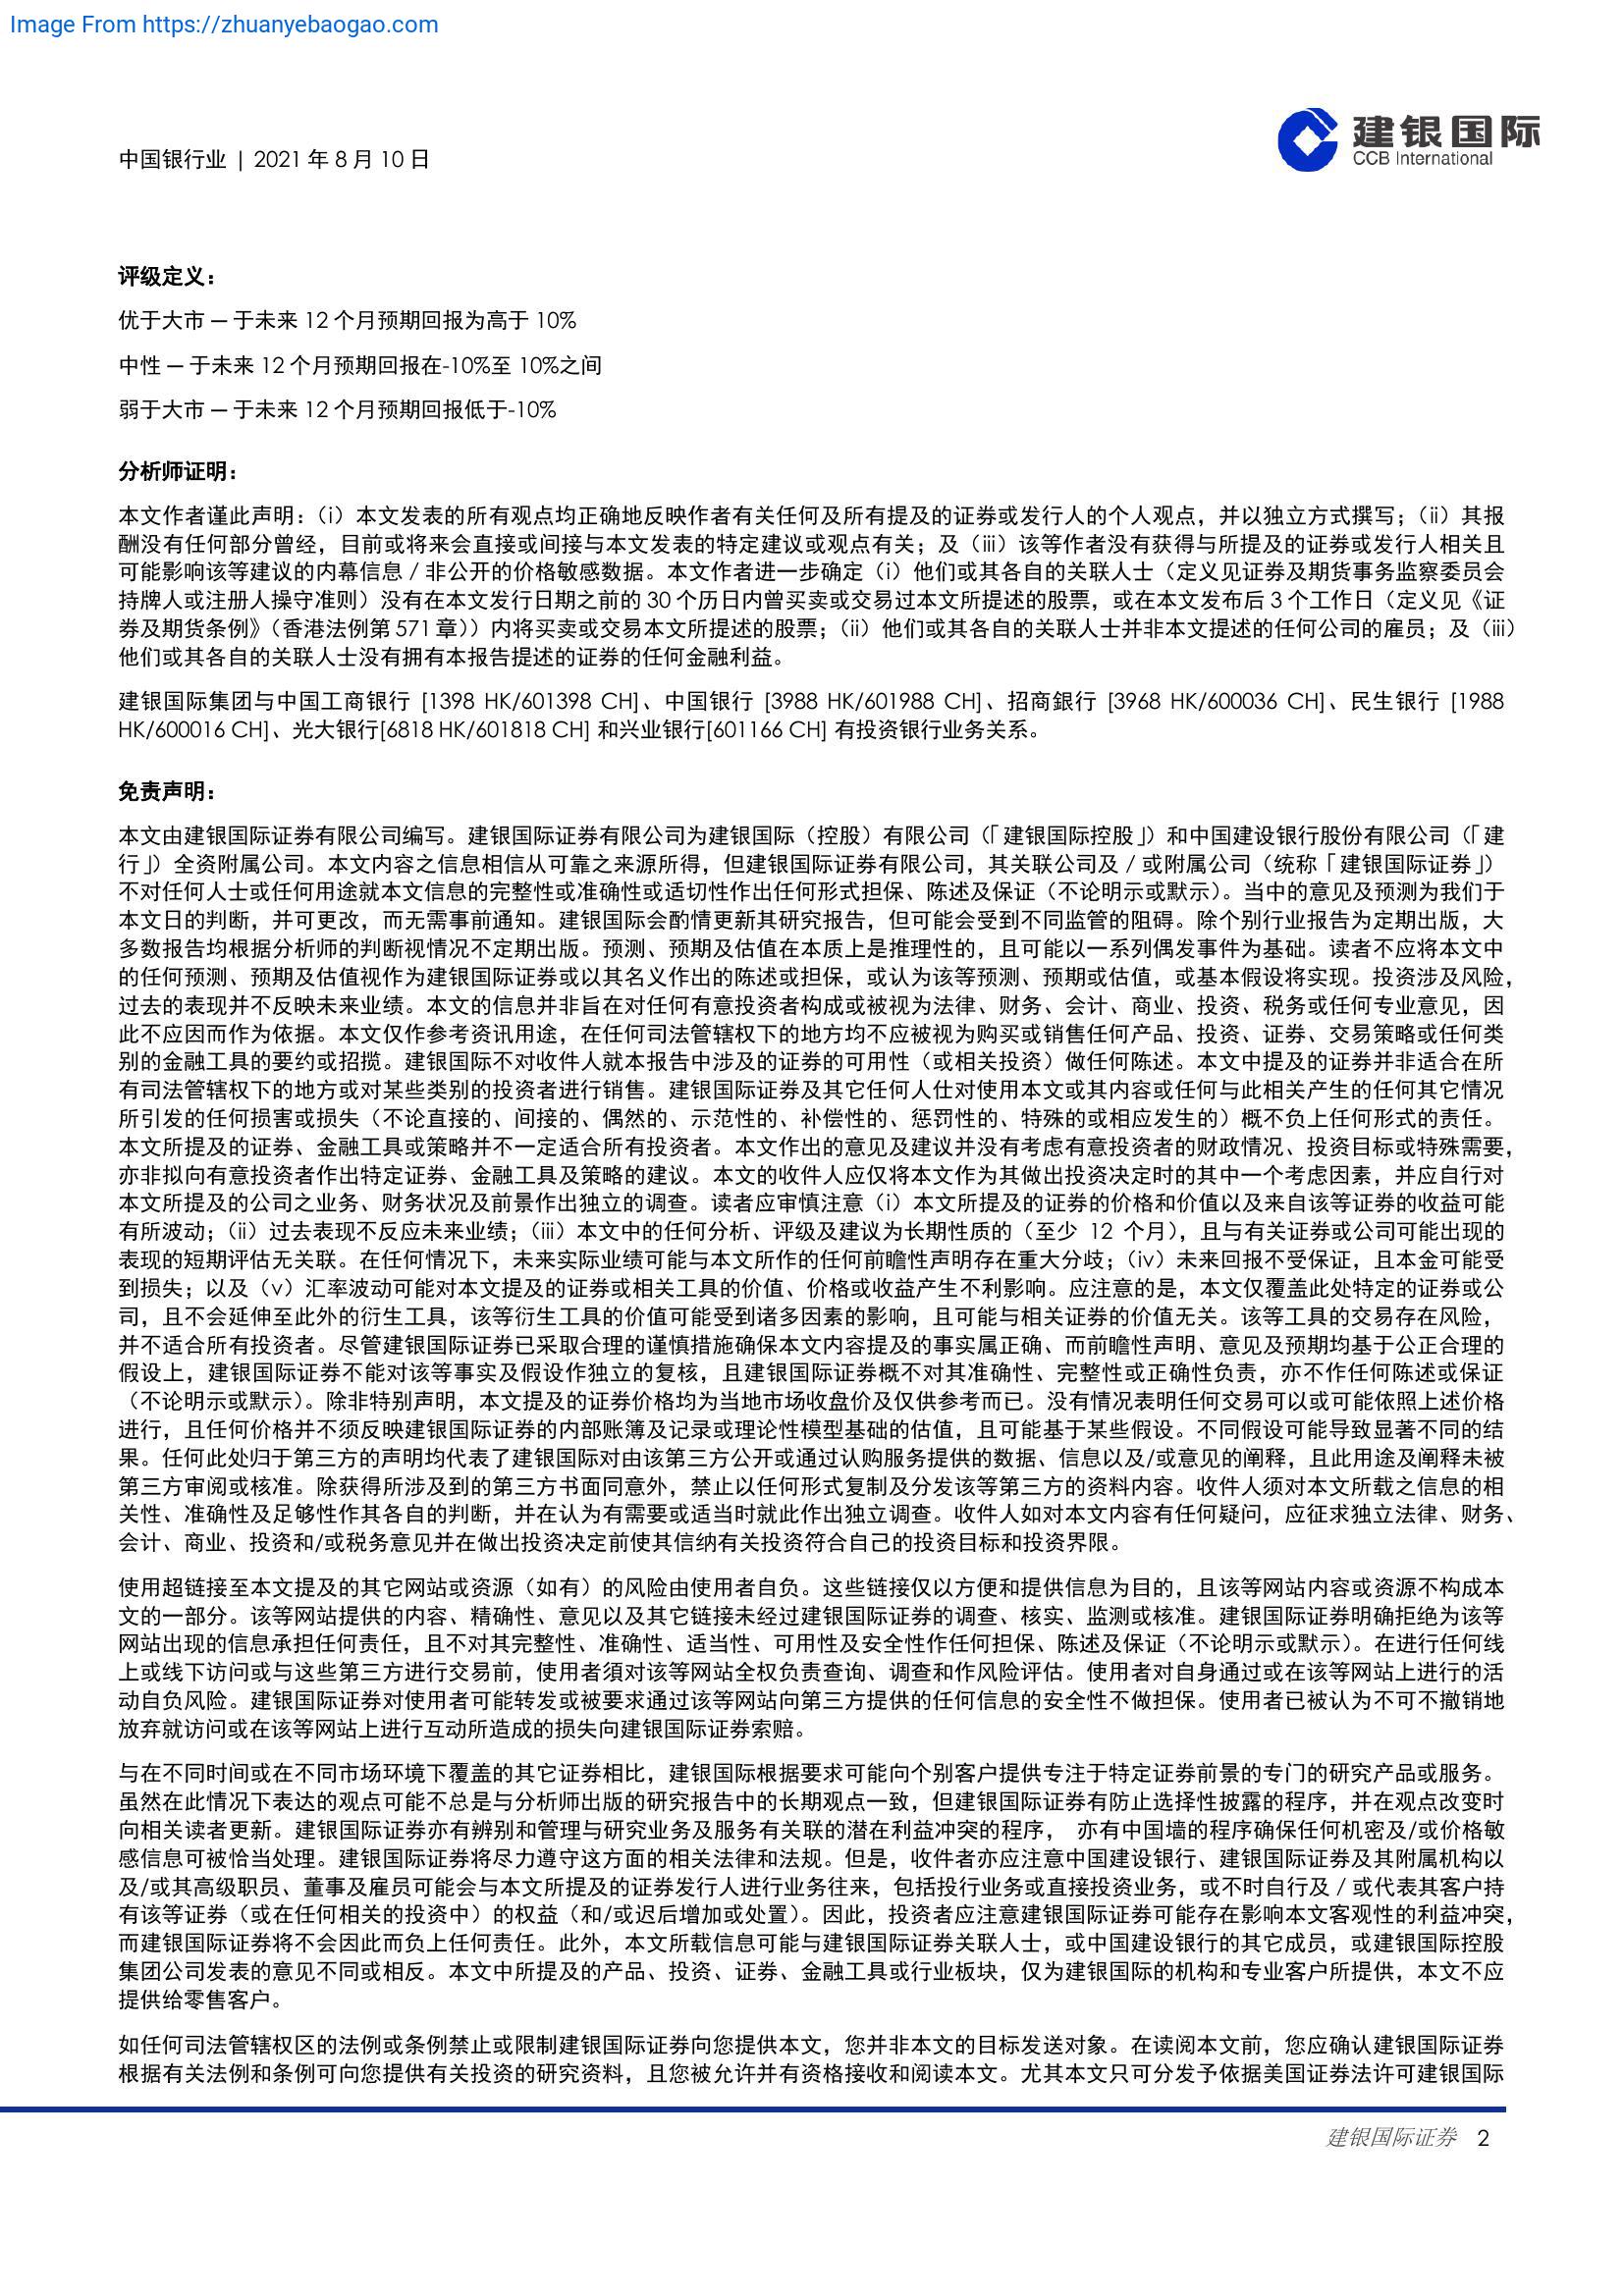 Image From https://zhuanyebaogao.com
建银国际
CCB International
中国银行业 | 2021 年 8 月 10 日
评级定义：
优于大市 — 于未来 12 个月预期回报为高于 10%
中性 — 于未来 12 个月预期回报在-10%至 10%之间
弱于大市 — 于未来 12 个月预期回报低于-10%
分析师证明：
本文作者谨此声明：（i）本文发表的所有观点均正确地反映作者有关任何及所有提及的证券或发行人的个人观点，并以独立方式撰写；（ii）其报
酬没有任何部分曾经，目前或将来会直接或间接与本文发表的特定建议或观点有关；及（iii）该等作者没有获得与所提及的证券或发行人相关且
可能影响该等建议的内幕信息 / 非公开的价格敏感数据。本文作者进一步确定（i）他们或其各自的关联人士（定义见证券及期货事务监察委员会
持牌人或注册人操守准则）没有在本文发行日期之前的 30 个历日内曾买卖或交易过本文所提述的股票，或在本文发布后 3 个工作日（定义见《证
券及期货条例》（香港法例第 571 章））内将买卖或交易本文所提述的股票；（ii）他们或其各自的关联人士并非本文提述的任何公司的雇员；及（iii）
他们或其各自的关联人士没有拥有本报告提述的证券的任何金融利益。
建银国际集团与中国工商银行 [1398 HK/601398 CH]、中国银行 [3988 HK/601988 CH]、招商銀行 [3968 HK/600036 CH]、民生银行 [1988
HK/600016 CH]、光大银行[6818 HK/601818 CH] 和兴业银行[601166 CH] 有投资银行业务关系。
免责声明：
本文由建银国际证券有限公司编写。建银国际证券有限公司为建银国际（控股）有限公司（「建银国际控股」）和中国建设银行股份有限公司（「建
行」）全资附属公司。本文内容之信息相信从可靠之来源所得，但建银国际证券有限公司，其关联公司及 / 或附属公司（统称「建银国际证券」）
不对任何人士或任何用途就本文信息的完整性或准确性或适切性作出任何形式担保、陈述及保证（不论明示或默示）。当中的意见及预测为我们于
本文日的判断，并可更改，而无需事前通知。建银国际会酌情更新其研究报告，但可能会受到不同监管的阻碍。除个别行业报告为定期出版，大
多数报告均根据分析师的判断视情况不定期出版。预测、预期及估值在本质上是推理性的，且可能以一系列偶发事件为基础。读者不应将本文中
的任何预测、预期及估值视作为建银国际证券或以其名义作出的陈述或担保，或认为该等预测、预期或估值，或基本假设将实现。投资涉及风险，
过去的表现并不反映未来业绩。本文的信息并非旨在对任何有意投资者构成或被视为法律、财务、会计、商业、投资、税务或任何专业意见，因
此不应因而作为依据。本文仅作参考资讯用途，在任何司法管辖权下的地方均不应被视为购买或销售任何产品、投资、证券、交易策略或任何类
别的金融工具的要约或招揽。建银国际不对收件人就本报告中涉及的证券的可用性（或相关投资）做任何陈述。本文中提及的证券并非适合在所
有司法管辖权下的地方或对某些类别的投资者进行销售。建银国际证券及其它任何人仕对使用本文或其内容或任何与此相关产生的任何其它情况
所引发的任何损害或损失（不论直接的、间接的、偶然的、示范性的、补偿性的、惩罚性的、特殊的或相应发生的）概不负上任何形式的责任。
本文所提及的证券、金融工具或策略并不一定适合所有投资者。本文作出的意见及建议并没有考虑有意投资者的财政情况、投资目标或特殊需要，
亦非拟向有意投资者作出特定证券、金融工具及策略的建议。本文的收件人应仅将本文作为其做出投资决定时的其中一个考虑因素，并应自行对
本文所提及的公司之业务、财务状况及前景作出独立的调查。读者应审慎注意（i）本文所提及的证券的价格和价值以及来自该等证券的收益可能
有所波动；（ii）过去表现不反应未来业绩；（iii）本文中的任何分析、评级及建议为长期性质的（至少 12 个月），且与有关证券或公司可能出现的
表现的短期评估无关联。在任何情况下，未来实际业绩可能与本文所作的任何前瞻性声明存在重大分歧；（iv）未来回报不受保证，且本金可能受
到损失；以及（v）汇率波动可能对本文提及的证券或相关工具的价值、价格或收益产生不利影响。应注意的是，本文仅覆盖此处特定的证券或公
司，且不会延伸至此外的衍生工具，该等衍生工具的价值可能受到诸多因素的影响，且可能与相关证券的价值无关。该等工具的交易存在风险，
并不适合所有投资者。尽管建银国际证券已采取合理的谨慎措施确保本文内容提及的事实属正确、而前瞻性声明、意见及预期均基于公正合理的
假设上，建银国际证券不能对该等事实及假设作独立的复核，且建银国际证券概不对其准确性、完整性或正确性负责，亦不作任何陈述或保证
（不论明示或默示）。除非特别声明，本文提及的证券价格均为当地市场收盘价及仅供参考而已。没有情况表明任何交易可以或可能依照上述价格
进行，且任何价格并不须反映建银国际证券的内部账簿及记录或理论性模型基础的估值，且可能基于某些假设。不同假设可能导致显著不同的结
果。任何此处归于第三方的声明均代表了建银国际对由该第三方公开或通过认购服务提供的数据、信息以及/或意见的阐释，且此用途及阐释未被
第三方审阅或核准。除获得所涉及到的第三方书面同意外，禁止以任何形式复制及分发该等第三方的资料内容。收件人须对本文所载之信息的相
关性、准确性及足够性作其各自的判断，并在认为有需要或适当时就此作出独立调查。收件人如对本文内容有任何疑问，应征求独立法律、财务、
会计、商业、投资和/或税务意见并在做出投资决定前使其信纳有关投资符合自己的投资目标和投资界限。
使用超链接至本文提及的其它网站或资源（如有）的风险由使用者自负。这些链接仅以方便和提供信息为目的，且该等网站内容或资源不构成本
文的一部分。该等网站提供的内容、精确性、意见以及其它链接未经过建银国际证券的调查、核实、监测或核准。建银国际证券明确拒绝为该等
网站出现的信息承担任何责任，且不对其完整性、准确性、适当性、可用性及安全性作任何担保、陈述及保证（不论明示或默示）。在进行任何线
上或线下访问或与这些第三方进行交易前，使用者須对该等网站全权负责查询、调查和作风险评估。使用者对自身通过或在该等网站上进行的活
动自负风险。建银国际证券对使用者可能转发或被要求通过该等网站向第三方提供的任何信息的安全性不做担保。使用者已被认为不可不撤销地
放弃就访问或在该等网站上进行互动所造成的损失向建银国际证券索赔。
与在不同时间或在不同市场环境下覆盖的其它证券相比，建银国际根据要求可能向个别客户提供专注于特定证券前景的专门的研究产品或服务。
虽然在此情况下表达的观点可能不总是与分析师出版的研究报告中的长期观点一致，但建银国际证券有防止选择性披露的程序，并在观点改变时
向相关读者更新。建银国际证券亦有辨别和管理与研究业务及服务有关联的潜在利益冲突的程序， 亦有中国墙的程序确保任何机密及/或价格敏
感信息可被恰当处理。建银国际证券将尽力遵守这方面的相关法律和法规。但是，收件者亦应注意中国建设银行、建银国际证券及其附属机构以
及/或其高级职员、董事及雇员可能会与本文所提及的证券发行人进行业务往来，包括投行业务或直接投资业务，或不时自行及 / 或代表其客户持
有该等证券（或在任何相关的投资中）的权益（和/或迟后增加或处置）。因此，投资者应注意建银国际证券可能存在影响本文客观性的利益冲突，
而建银国际证券将不会因此而负上任何责任。此外，本文所载信息可能与建银国际证券关联人士，或中国建设银行的其它成员，或建银国际控股
集团公司发表的意见不同或相反。本文中所提及的产品、投资、证券、金融工具或行业板块，仅为建银国际的机构和专业客户所提供，本文不应
提供给零售客户。
如任何司法管辖权区的法例或条例禁止或限制建银国际证券向您提供本文，您并非本文的目标发送对象。在读阅本文前，您应确认建银国际证券
根据有关法例和条例可向您提供有关投资的研究资料，且您被允许并有资格接收和阅读本文。尤其本文只可分发予依据美国证券法许可建银国际
建银国际证券 2